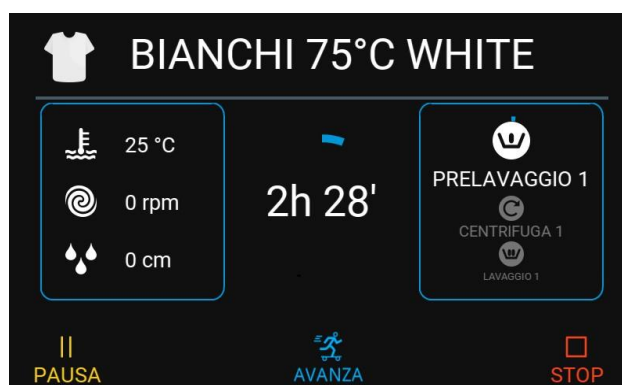 BIANCHI 75°C WHITE
25 °C
0 rpm
0 cm
2h 28'
PRELAVAGGIO 1
CENTRIFUGA 1
LAVAGGIO 1
PAUSA
AVANZA
STOP